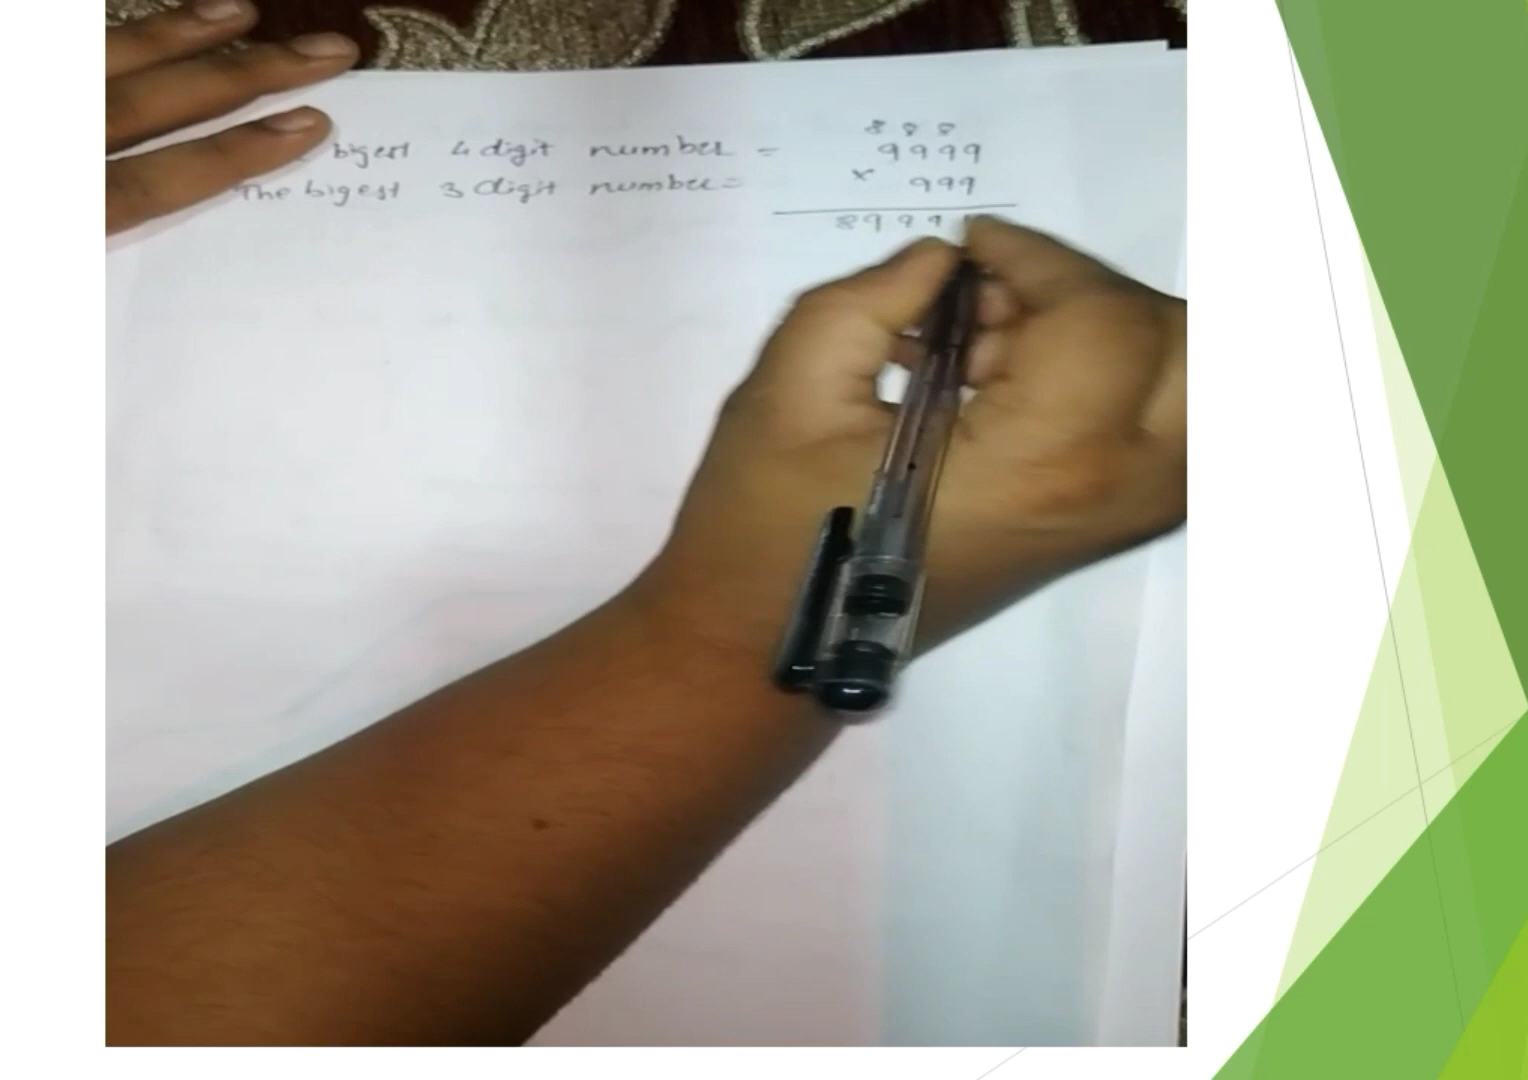 bigest 4 digit number =
The bigest 3 digit number=
8 8 8
9999
× 999
8999